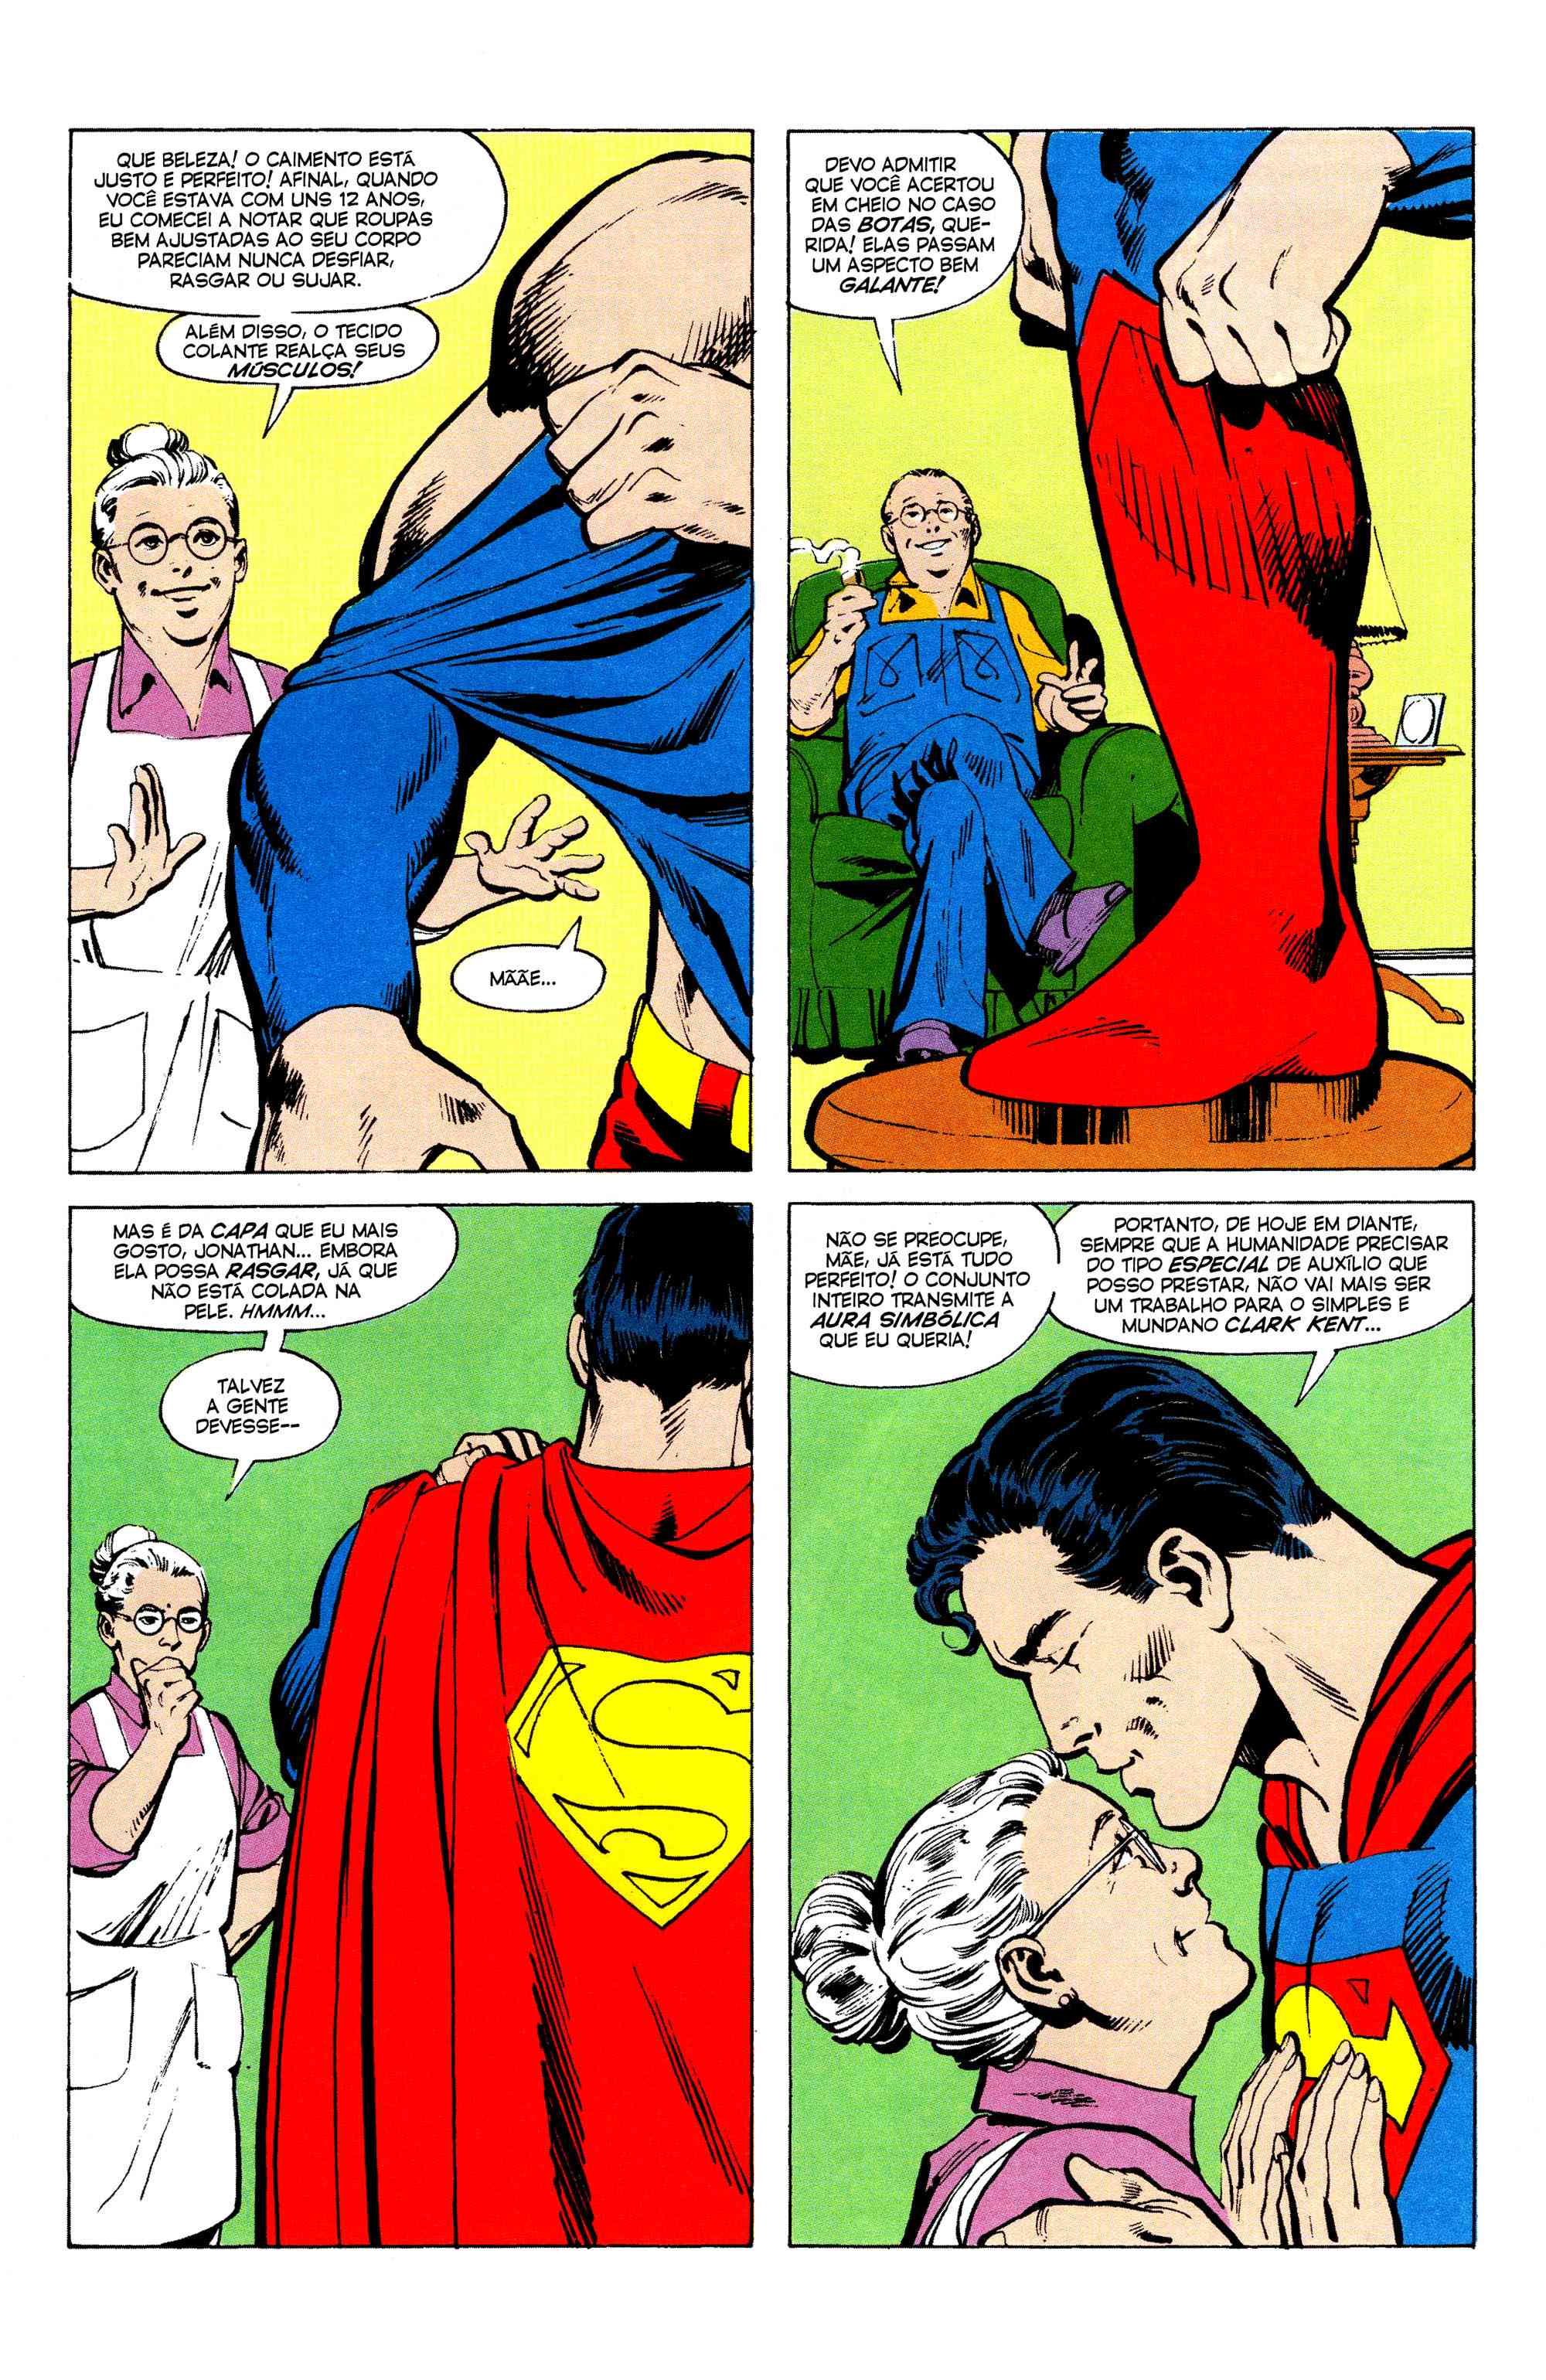 QUE BELEZA! O CAIMENTO ESTÁ
JUSTO E PERFEITO! AFINAL, QUANDO
VOCÊ ESTAVA COM UNS 12 ANOS,
EU COMECEI A NOTAR QUE ROUPAS
BEM AJUSTADAS AO SEU CORPO
PARECIAM NUNCA DESFIAR,
RASGAR OU SUJAR.
ALÉM DISSO, O TECIDO
COLANTE REALÇA SEUS
MÚSCULOS!
MÃÃE...
DEVO ADMITIR
QUE VOCÊ ACERTOU
EM CHEIO NO CASO
DAS BOTAS, QUE-
RIDA! ELAS PASSAM
UM ASPECTO BEM
GALANTE!
MAS É DA CAPA QUE EU MAIS
GOSTO, JONATHAN... EMBORA
ELA POSSA RASGAR, JÁ QUE
NÃO ESTÁ COLADA NA
PELE. HMMM...
TALVEZ
A GENTE
DEVESSE--
S
NÃO SE PREOCUPE,
MÃE, JÁ ESTÁ TUDO
PERFEITO! O CONJUNTO
INTEIRO TRANSMITE A
AURA SIMBÓLICA
QUE EU QUERIA!
PORTANTO, DE HOJE EM DIANTE,
SEMPRE QUE A HUMANIDADE PRECISAR
DO TIPO ESPECIAL DE AUXÍLIO QUE
POSSO PRESTAR, NÃO VAI MAIS SER
UM TRABALHO PARA O SIMPLES E
MUNDANO CLARK KENT...